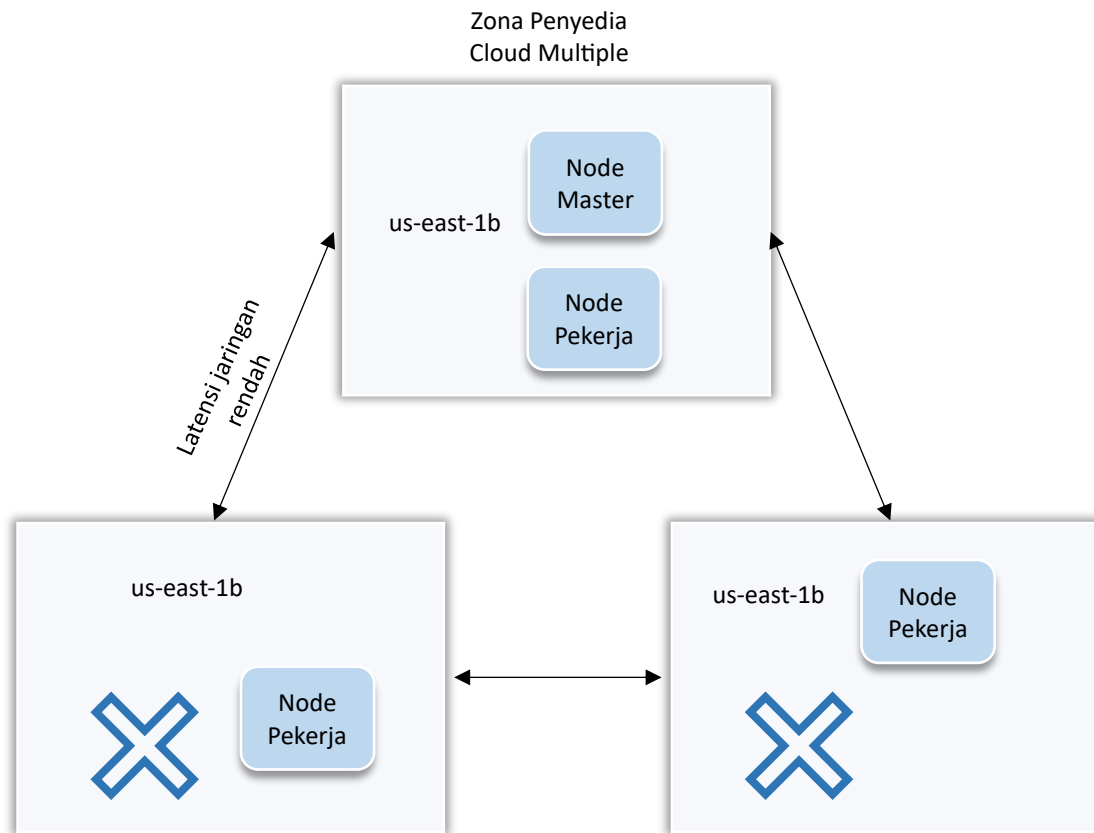 Zona Penyedia
Cloud Multiple
Node
Master
us-east-1b
Node
Pekerja
Latensi jaringan
rendah
us-east-1b
Node
Pekerja
us-east-1b
Node
Pekerja